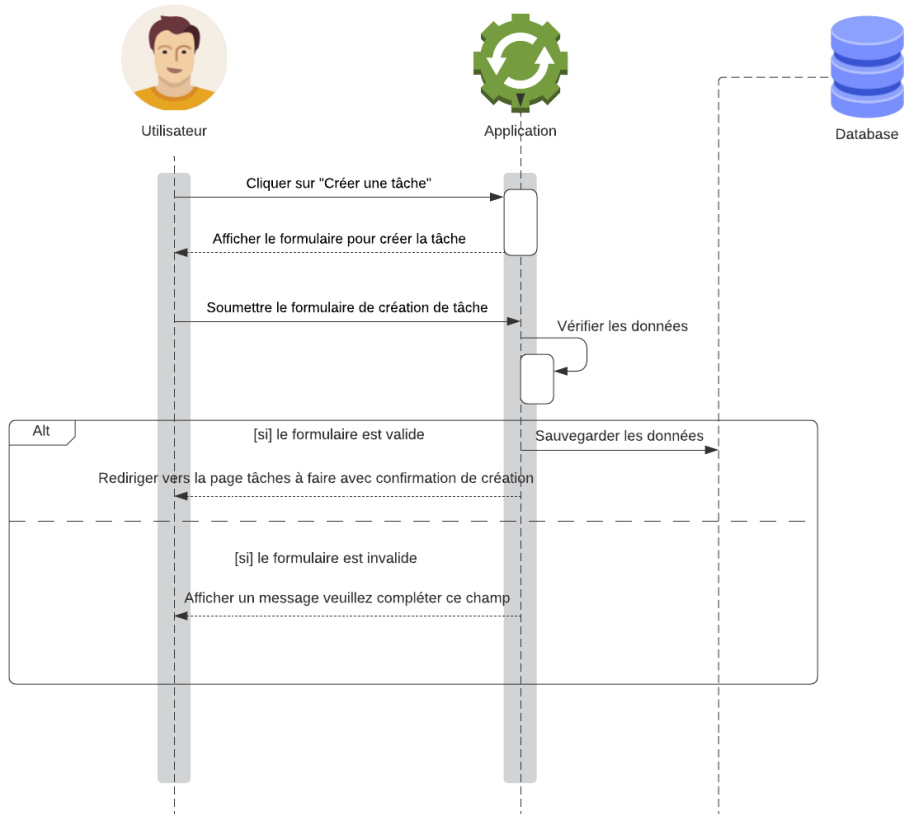 Utilisateur
Application
Database
Cliquer sur "Créer une tâche"
Afficher le formulaire pour créer la tâche
Soumettre le formulaire de création de tâche
Vérifier les données
Alt
[si] le formulaire est valide
Sauvegarder les données
Rediriger vers la page tâches à faire avec confirmation de création
[si] le formulaire est invalide
Afficher un message veuillez compléter ce champ